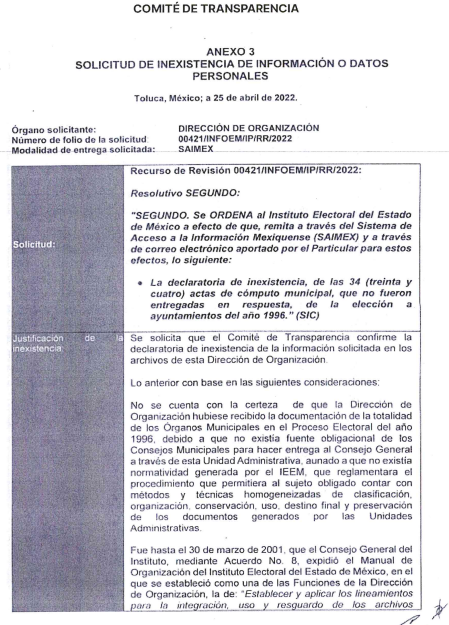 COMITÉ DE TRANSPARENCIA
ANEXO 3
SOLICITUD DE INEXISTENCIA DE INFORMACIÓN O DATOS
PERSONALES
Toluca, México; a 25 de abril de 2022.
Órgano solicitante: DIRECCIÓN DE ORGANIZACIÓN
Número de folio de la solicitud: 00421/INFOEM/IP/RR/2022
Modalidad de entrega solicitada: SAIMEX
Solicitud:
Recurso de Revisión 00421/INFOEM/IP/RR/2022:
Resolutivo SEGUNDO:
"SEGUNDO. Se ORDENA al Instituto Electoral del Estado
de México a efecto de que, remita a través del Sistema de
Acceso a la Información Mexiquense (SAIMEX) y a través
de correo electrónico aportado por el Particular para estos
efectos, lo siguiente:
• La declaratoria de inexistencia, de las 34 (treinta y
cuatro) actas de cómputo municipal, que no fueron
entregadas en respuesta, de la elección a
ayuntamientos del año 1996." (SIC)
Justificación de la
inexistencia:
Se solicita que el Comité de Transparencia confirme la
declaratoria de inexistencia de la información solicitada en los
archivos de esta Dirección de Organización.
Lo anterior con base en las siguientes consideraciones:
No se cuenta con la certeza de que la Dirección de
Organización hubiese recibido la documentación de la totalidad
de los Órganos Municipales en el Proceso Electoral del año
1996, debido a que no existía fuente obligacional de los
Consejos Municipales para hacer entrega al Consejo General
a través de esta Unidad Administrativa, aunado a que no existía
normatividad generada por el IEEM, que reglamentara el
procedimiento que permitiera al sujeto obligado contar con
métodos y técnicas homogeneizadas de clasificación,
organización, conservación, uso, destino final y preservación
de los documentos generados por las Unidades
Administrativas.
Fue hasta el 30 de marzo de 2001, que el Consejo General del
Instituto, mediante Acuerdo No. 8, expidió el Manual de
Organización del Instituto Electoral del Estado de México, en el
que se estableció como una de las Funciones de la Dirección
de Organización, la de: "Establecer y aplicar los lineamientos
para la integración, uso y resguardo de los archivos